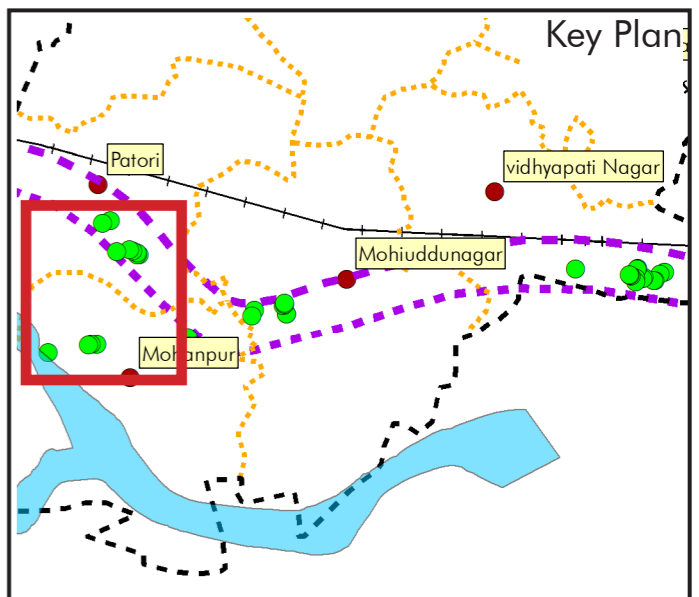 Key Plan
Patori
vidhyapati Nagar
Mohiuddunagar
Mohanpur